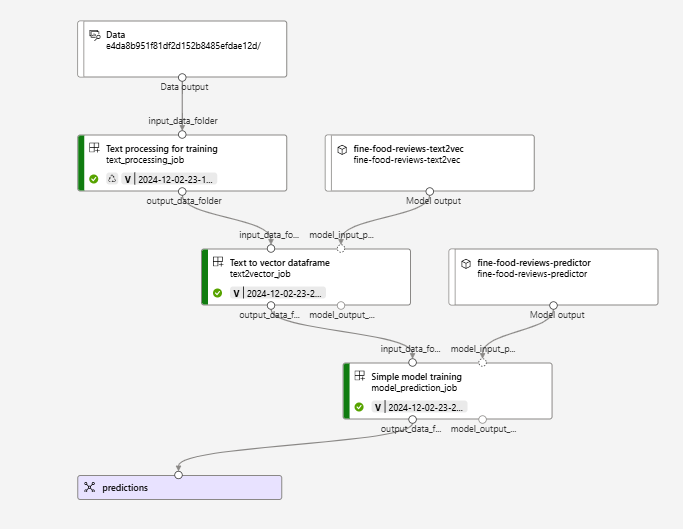 Data
e4da8b951f81df2d152b8485efdae12d/
Data output
input_data_folder
Text processing for training
text_processing_job
V | 2024-12-02-23-1...
output_data_folder
fine-food-reviews-text2vec
fine-food-reviews-text2vec
Model output
input_data_fo...
model_input_p...
Text to vector dataframe
text2vector_job
V | 2024-12-02-23-2...
output_data_f...
model_output_...
fine-food-reviews-predictor
fine-food-reviews-predictor
Model output
input_data_fo...
model_input_p...
Simple model training
model_prediction_job
V | 2024-12-02-23-2...
output_data_f...
model_output_...
predictions